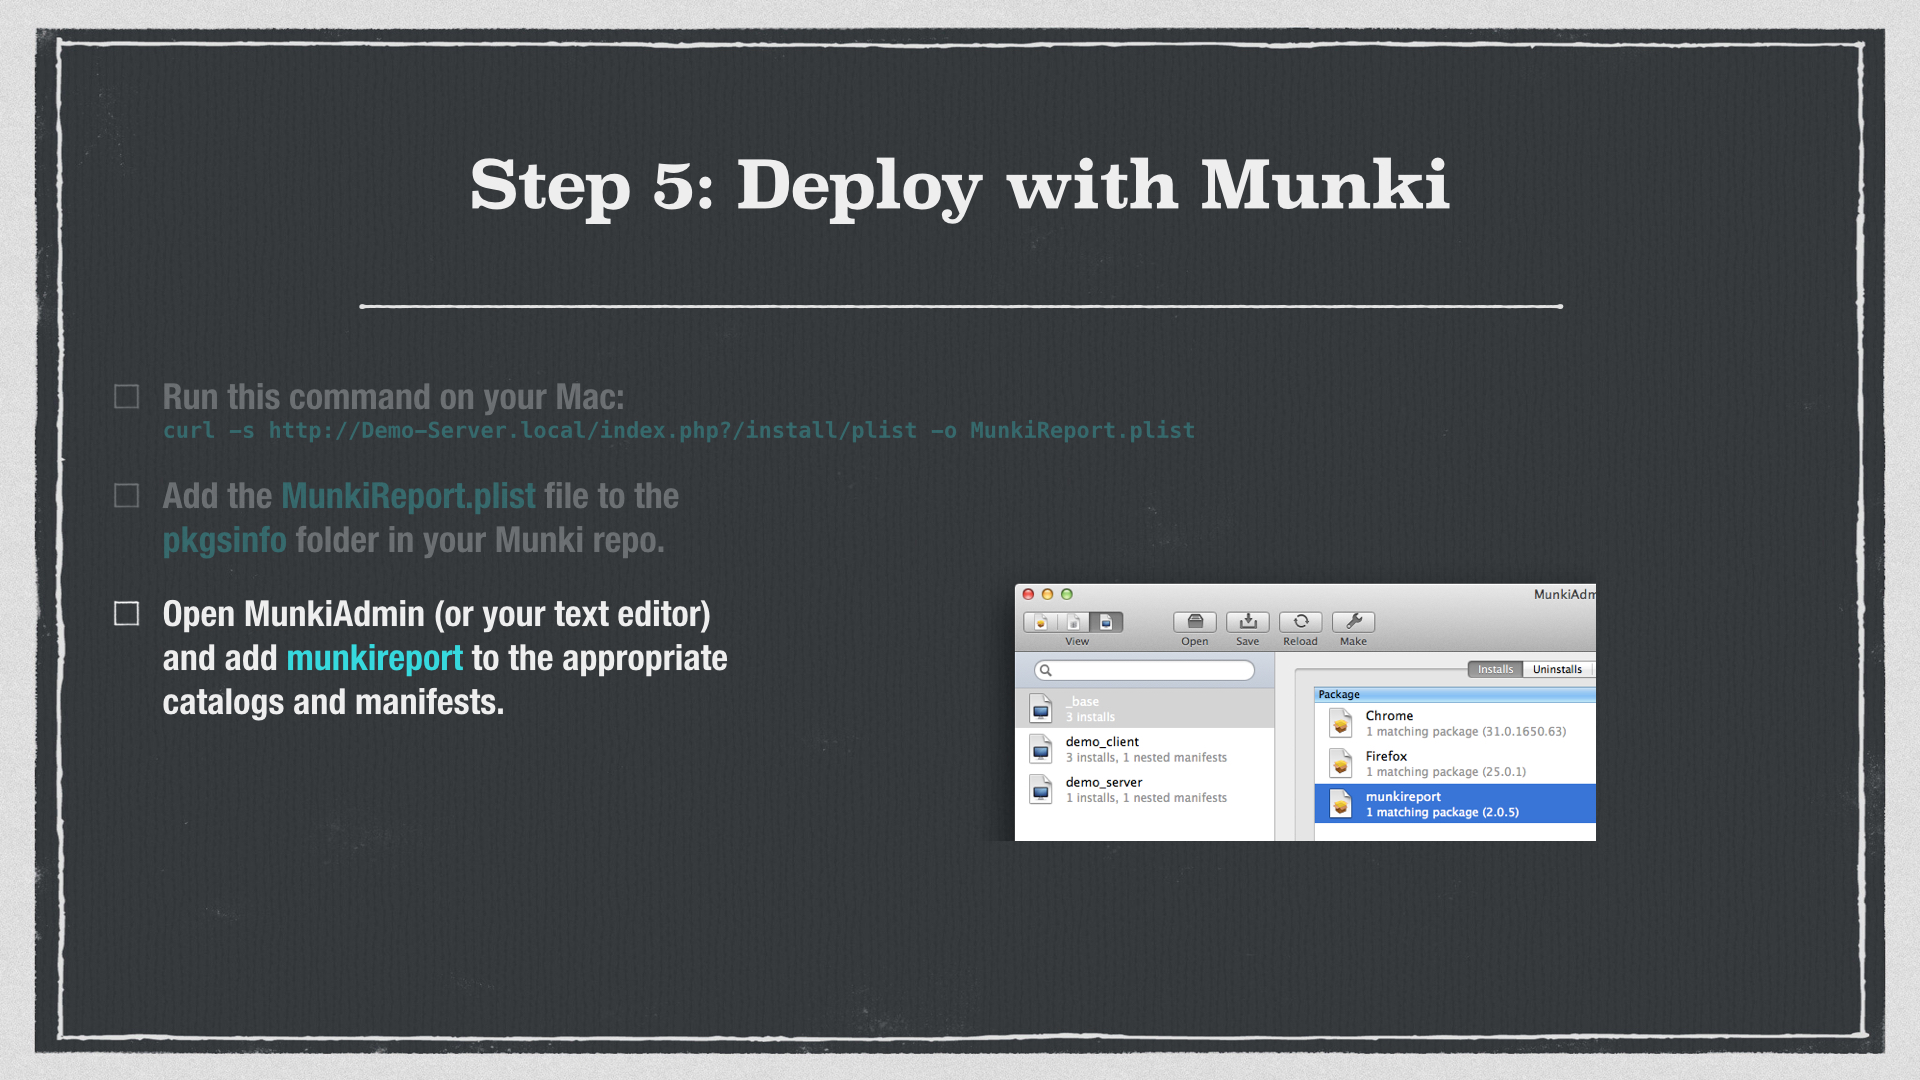 Step 5: Deploy with Munki
Run this command on your Mac:
curl -s http://Demo-Server.local/index.php?/install/plist -o MunkiReport.plist
Add the MunkiReport.plist file to the
pkgsinfo folder in your Munki repo.
Open MunkiAdmin (or your text editor)
and add munkireport to the appropriate
catalogs and manifests.
MunkiAdm
View
Open
Save
Reload
Make
Installs
Uninstalls
_base
3 installs
demo_client
3 installs, 1 nested manifests
demo_server
1 installs, 1 nested manifests
Package
Chrome
1 matching package (31.0.1650.63)
Firefox
1 matching package (25.0.1)
munkireport
1 matching package (2.0.5)